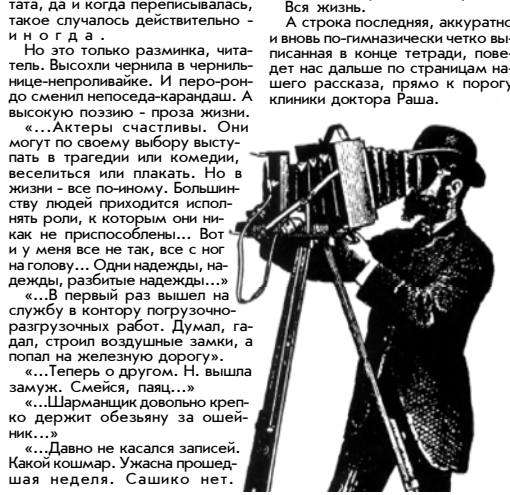 тата, да и когда переписывалась,
такое случалось действительно -
и н о г д а .
Но это только разминка, чита-
тель. Высохли чернила в черниль-
нице-непроливайке. И перо-рон-
до сменил непоседа-карандаш. А
высокую поэзию - проза жизни.
«...Актеры счастливы. Они
могут по своему выбору высту-
пать в трагедии или комедии,
веселиться или плакать. Но в
жизни - все по-иному. Большин-
ству людей приходится испол-
нять роли, к которым они ни-
как не приспособлены... Вот
и у меня все не так, все с ног
на голову... Одни надежды, на-
дежды, разбитые надежды...»
«...В первый раз вышел на
службу в контору погрузочно-
разгрузочных работ. Думал, га-
дал, строил воздушные замки, а
попал на железную дорогу».
«...Теперь о другом. Н. вышла
замуж. Смейся, паяц...»
«...Шарманщик довольно креп-
ко держит обезьяну за ошей-
ник...»
«...Давно не касался записей.
Какой кошмар. Ужасна прошед-
шая неделя. Сашико нет.
Вся жизнь.
А строка последняя, аккуратно
и вновь по-гимназически четко вы-
писанная в конце тетради, пове-
дет нас дальше по страницам на-
шего рассказа, прямо к порогу
клиники доктора Раша.